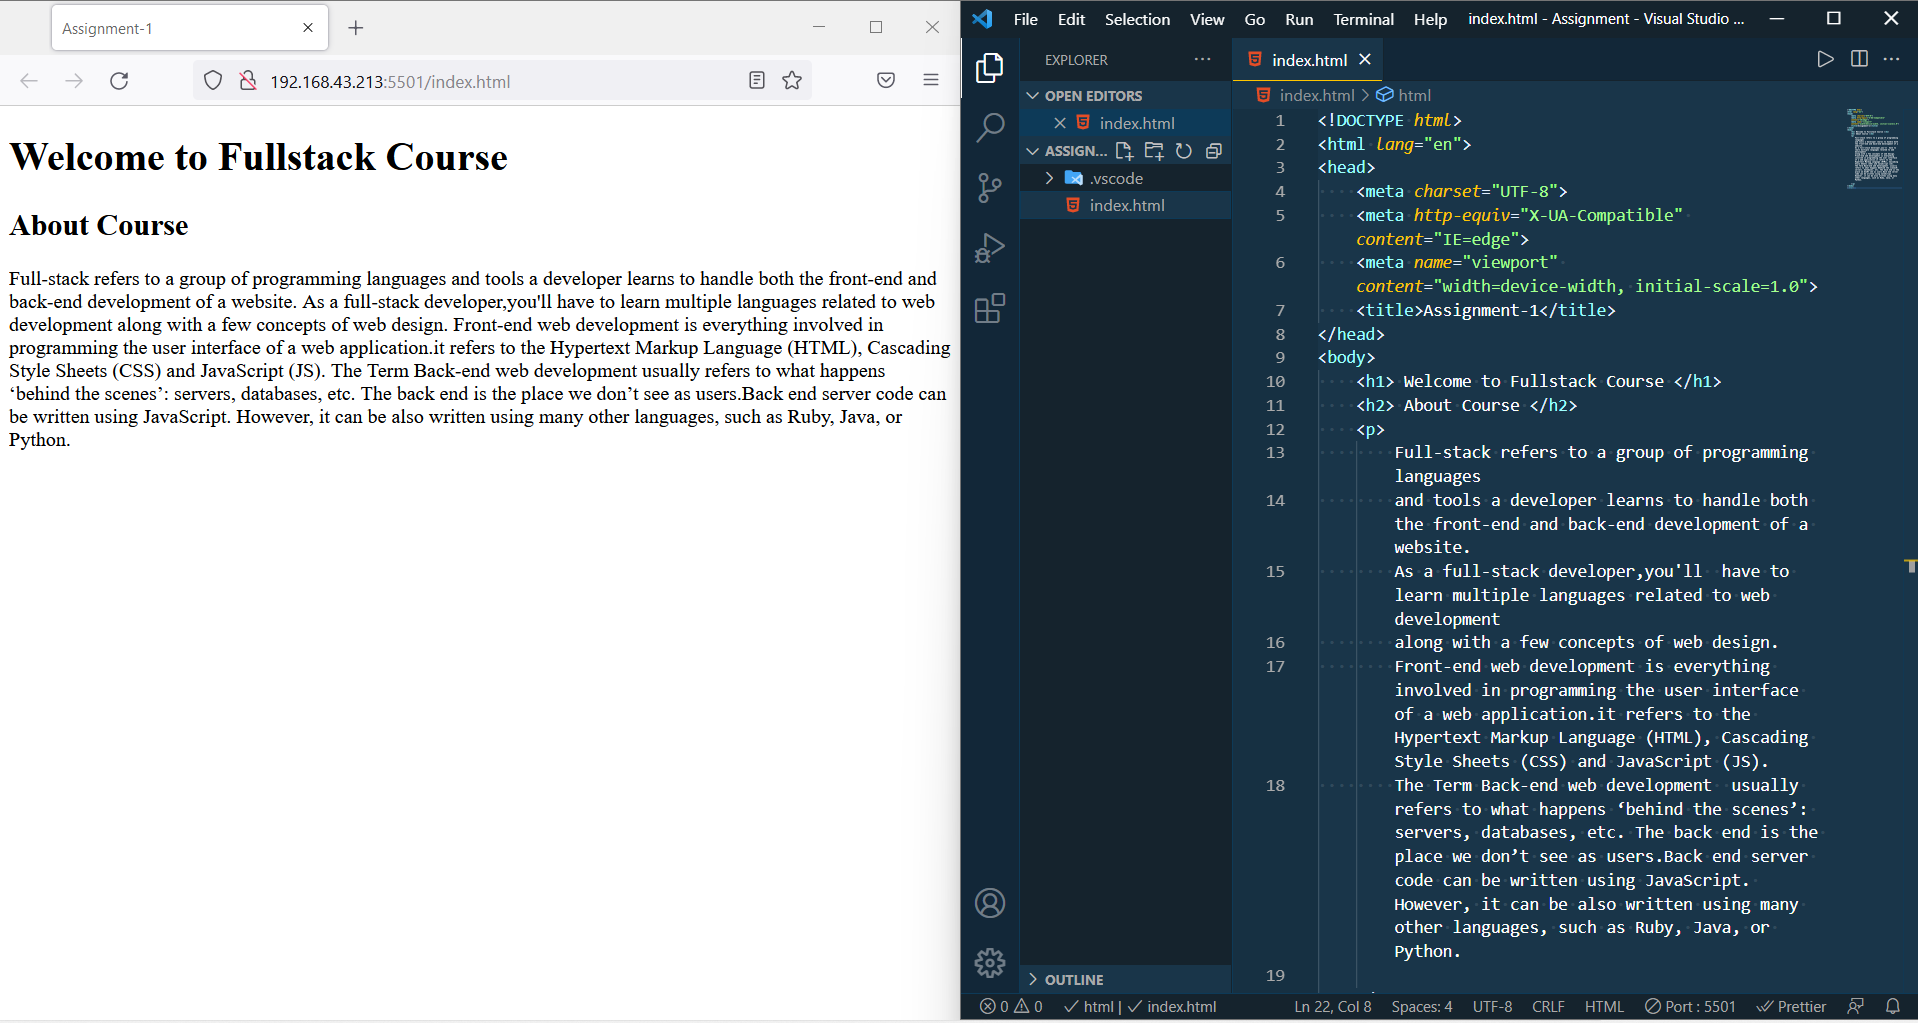 Assignment-1
192.168.43.213:5501/index.html
Welcome to Fullstack Course
About Course
Full-stack refers to a group of programming languages and tools a developer learns to handle both the front-end and
back-end development of a website. As a full-stack developer,you'll have to learn multiple languages related to web
development along with a few concepts of web design. Front-end web development is everything involved in
programming the user interface of a web application.it refers to the Hypertext Markup Language (HTML), Cascading
Style Sheets (CSS) and JavaScript (JS). The Term Back-end web development usually refers to what happens
‘behind the scenes’: servers, databases, etc. The back end is the place we don’t see as users.Back end server code can
be written using JavaScript. However, it can be also written using many other languages, such as Ruby, Java, or
Python.
File Edit Selection View Go Run Terminal Help index.html - Assignment - Visual Studio ...
EXPLORER
OPEN EDITORS
index.html
ASSIGN...
.vscode
index.html
OUTLINE
index.html
index.html > html
1 <!DOCTYPE html>
2 <html lang="en">
3 <head>
4 <meta charset="UTF-8">
5 <meta http-equiv="X-UA-Compatible"
content="IE=edge">
6 <meta name="viewport"
content="width=device-width, initial-scale=1.0">
7 <title>Assignment-1</title>
8 </head>
9 <body>
10 <h1> Welcome to Fullstack Course </h1>
11 <h2> About Course </h2>
12 <p>
13 Full-stack refers to a group of programming
languages
14 and tools a developer learns to handle both
the front-end and back-end development of a
website.
15 As a full-stack developer,you'll  have to
learn multiple languages related to web
development
16 along with a few concepts of web design.
17 Front-end web development is everything
involved in programming the user interface
of a web application.it refers to the
Hypertext Markup Language (HTML), Cascading
Style Sheets (CSS) and JavaScript (JS).
18 The Term Back-end web development  usually
refers to what happens ‘behind the scenes’:
servers, databases, etc. The back end is the
place we don’t see as users.Back end server
code can be written using JavaScript.
However, it can be also written using many
other languages, such as Ruby, Java, or
Python.
19
0 0 html | index.html Ln 22, Col 8 Spaces: 4 UTF-8 CRLF HTML Port : 5501 Prettier